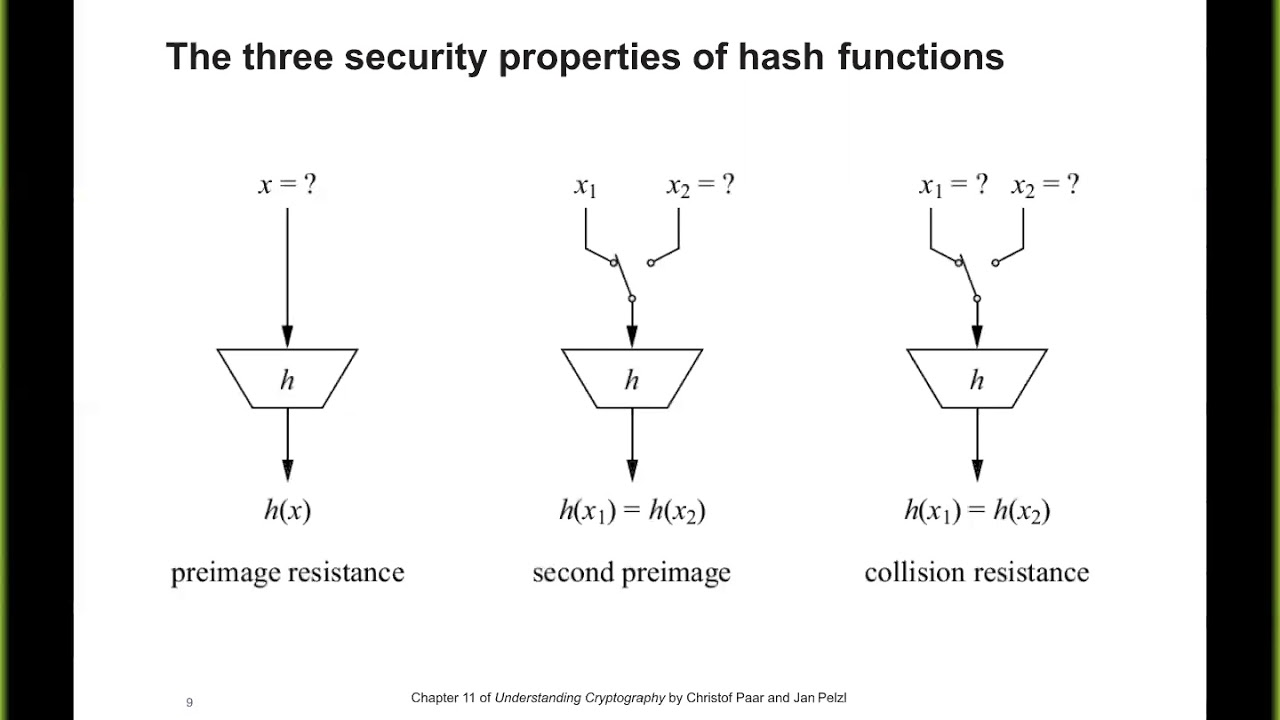 The three security properties of hash functions
x = ?
x₁
x₂ = ?
x₁ = ?
x₂ = ?
h
h
h
h(x)
h(x₁) = h(x₂)
h(x₁) = h(x₂)
preimage resistance
second preimage
collision resistance
9
Chapter 11 of Understanding Cryptography by Christof Paar and Jan Pelzl